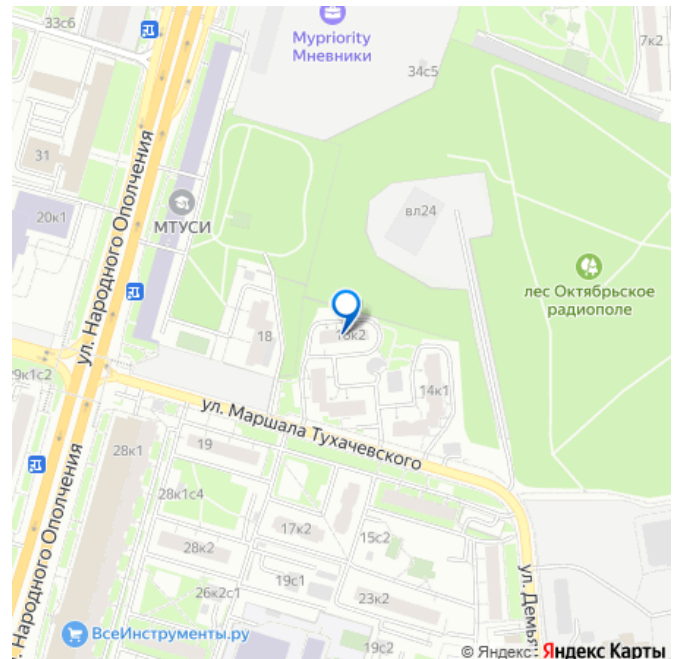 33с6
Mypriority
Мневники
7к2
34с5
31
20к1
МТУСИ
вл24
ул. Народного Ополчения
лес Октябрьское
радиополе
18
14к1
ул. Маршала Тухачевского
28к1
19
28к1с4
17к2
15с2
28к2
19с1
23к2
26к2с1
19с2
Народного Ополчения
ул. Демья
ВсеИнструменты.ру
© Яндекс Яндекс Карты